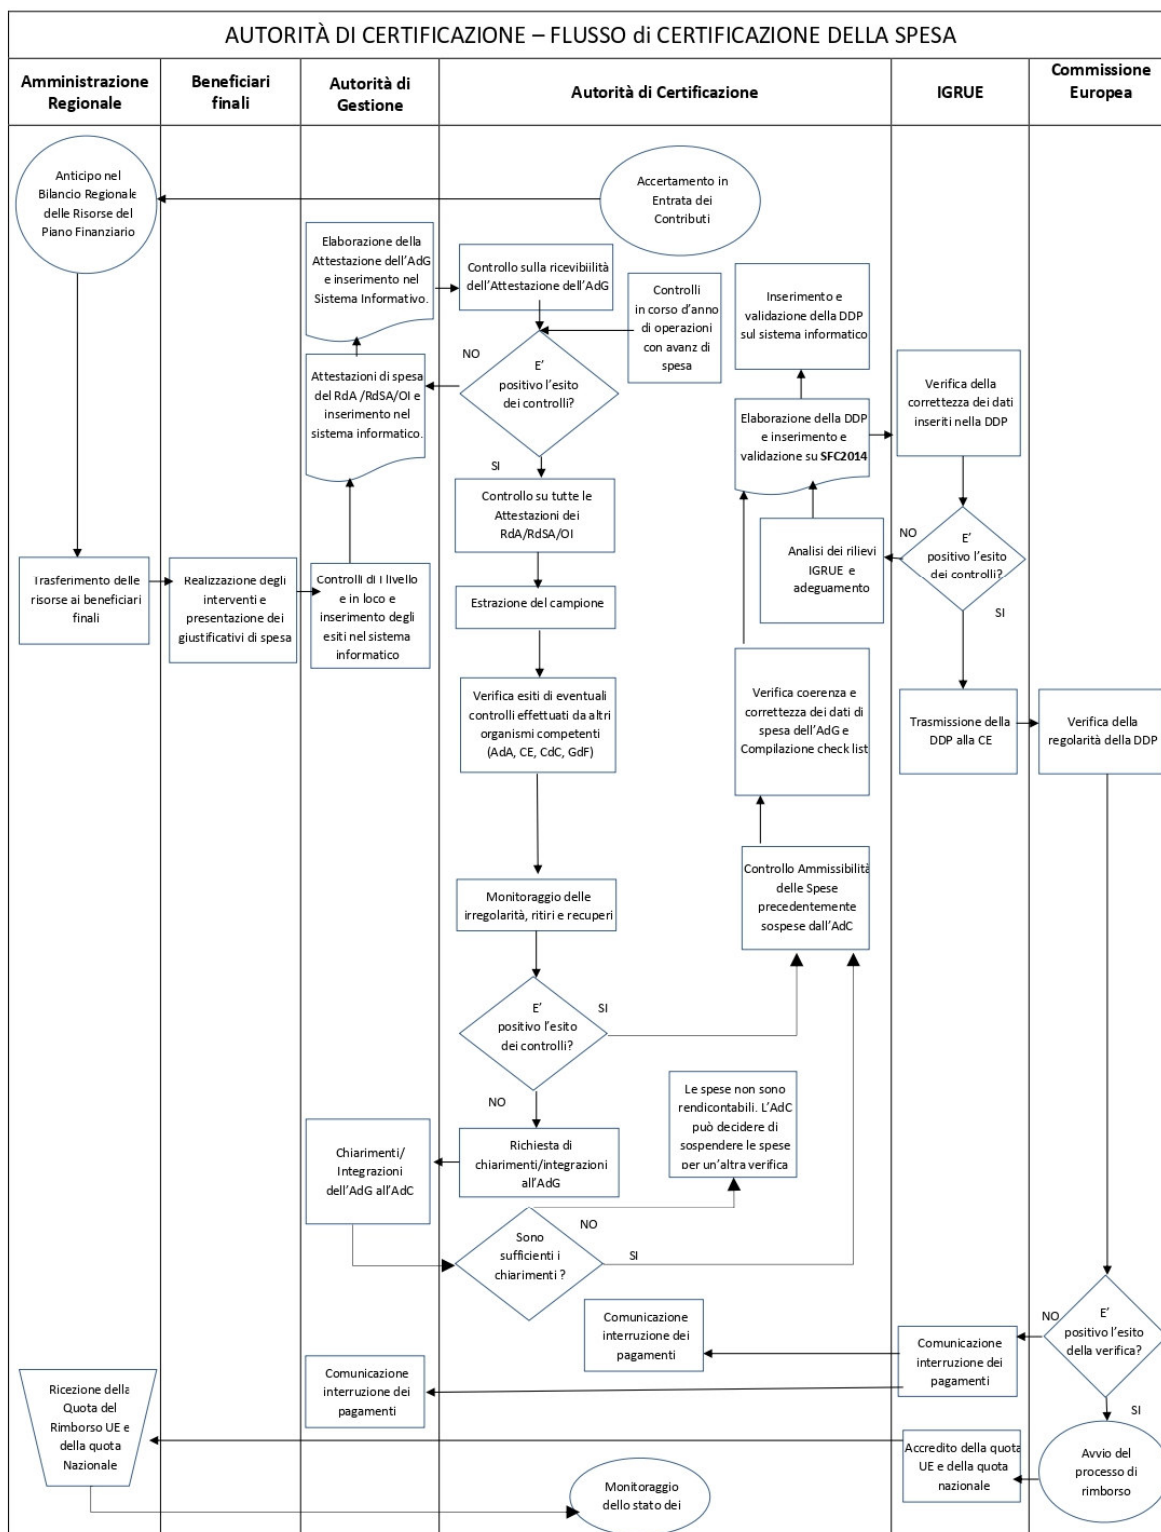 AUTORITÀ DI CERTIFICAZIONE – FLUSSO di CERTIFICAZIONE DELLA SPESA
Amministrazione
Regionale
Beneficiari
finali
Autorità di
Gestione
Autorità di Certificazione
IGRUE
Commissione
Europea
Anticipo nel
Bilancio Regionale
delle Risorse del
Piano Finanziario
Accertamento in
Entrata dei
Contributi
Elaborazione della
Attestazione dell'AdG
e inserimento nel
Sistema Informativo.
Controllo sulla ricevibiilità
dell'Attestazione dell'AdG
Controlli
in corso d'anno
di operazioni
con avanz di
spesa
Inserimento e
validazione della DDP
sul sistema informatico
NO
E'
positivo l'esito
dei controlli?
SI
Attestazioni di spesa
del RdA /RdSA/OI e
inserimento nel
sistema informatico.
Elaborazione della DDP
e inserimento e
validazione su SFC2014
Verifica della
correttezza dei dati
inseriti nella DDP
Controllo su tutte le
Attestazioni dei
RdA/RdSA/OI
Analisi dei rilievi
IGRUE e
adeguamento
NO
E'
positivo l'esito
dei controlli?
SI
Trasferimento delle
risorse ai beneficiari
finali
Realizzazione degli
interventi e
presentazione dei
giustificativi di spesa
Controlli di I livello
e in loco e
inserimento degli
esiti nel sistema
informatico
Estrazione del campione
Verifica esiti di eventuali
controlli effettuati da altri
organismi competenti
(AdA, CE, CdC, GdF)
Verifica coerenza e
correttezza dei dati di
spesa dell'AdG e
Compilazione check list
Trasmissione della
DDP alla CE
Verifica della
regolarità della DDP
Monitoraggio delle
irregolarità, ritiri e recuperi
Controllo Ammissibilità
delle Spese
precedentemente
sospese dall'AdC
E'
positivo l'esito
dei controlli?
SI
NO
Le spese non sono
rendicontabili. L'AdC
può decidere di
sospendere le spese
per un'altra verifica
Chiarimenti/
Integrazioni
dell'AdG all'AdC
Richiesta di
chiarimenti/integrazioni
all'AdG
Sono
sufficienti i
chiarimenti ?
NO
SI
Comunicazione
interruzione dei
pagamenti
Comunicazione
interruzione dei
pagamenti
NO
E'
positivo l'esito
della verifica?
SI
Comunicazione
interruzione dei
pagamenti
Ricezione della
Quota del
Rimborso UE e
della quota
Nazionale
Accredito della quota
UE e della quota
nazionale
Avvio del
processo di
rimborso
Monitoraggio
dello stato dei